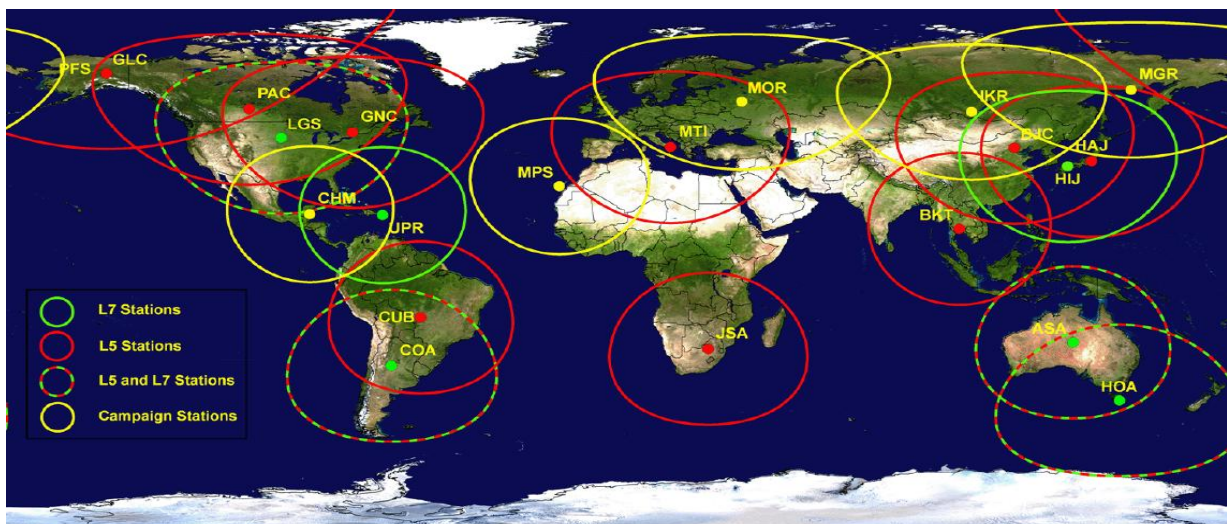 PFS
GLC
PAC
GNC
LGS
CHM
UPR
CUB
COA
MPS
MOR
MTI
JSA
IKR
MGR
BJC
HAJ
HIJ
BKT
ASA
HOA
L7 Stations
L5 Stations
L5 and L7 Stations
Campaign Stations